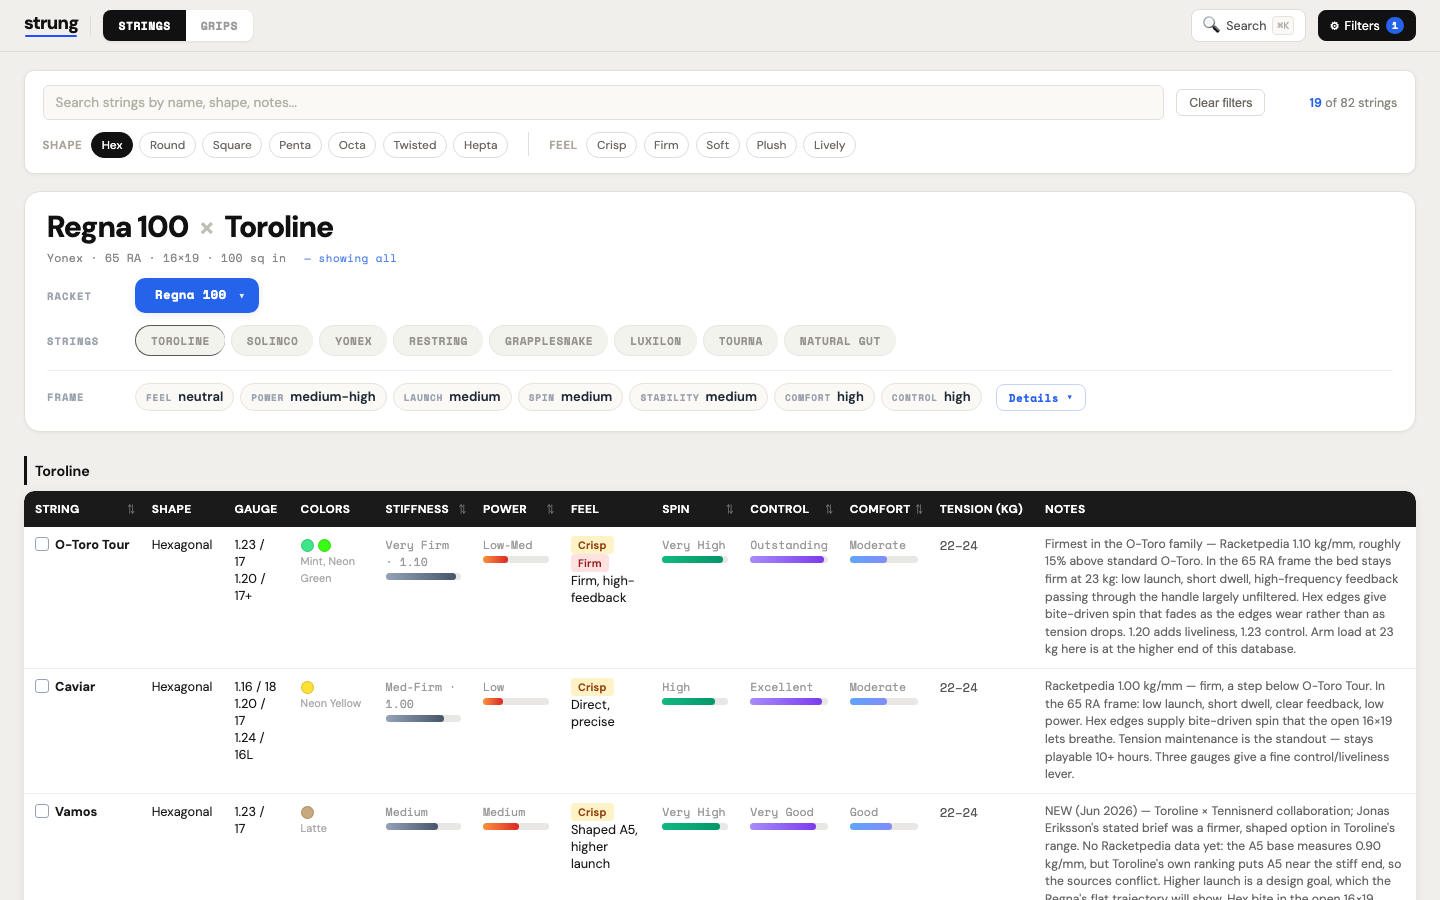 strung STRINGS GRIPS Search ⌘K Filters 1
Search strings by name, shape, notes... Clear filters 19 of 82 strings
SHAPE Hex Round Square Penta Octa Twisted Hepta FEEL Crisp Firm Soft Plush Lively
Regna 100 × Toroline
Yonex · 65 RA · 16×19 · 100 sq in — showing all
RACKET Regna 100
STRINGS TOROLINE SOLINCO YONEX RESTRING GRAPPLESNAKE LUXILON TOURNA NATURAL GUT
FRAME FEEL neutral POWER medium-high LAUNCH medium SPIN medium STABILITY medium COMFORT high CONTROL high Details
Toroline
STRING SHAPE GAUGE COLORS STIFFNESS POWER FEEL SPIN CONTROL COMFORT TENSION (KG) NOTES
O-Toro Tour
Hexagonal
1.23 /
17
1.20 /
17+
Mint, Neon
Green
Very Firm
· 1.10
Low-Med
Crisp
Firm
Firm, high-
feedback
Very High
Outstanding
Moderate
22–24
Firmest in the O-Toro family — Racketpedia 1.10 kg/mm, roughly
15% above standard O-Toro. In the 65 RA frame the bed stays
firm at 23 kg: low launch, short dwell, high-frequency feedback
passing through the handle largely unfiltered. Hex edges give
bite-driven spin that fades as the edges wear rather than as
tension drops. 1.20 adds liveliness, 1.23 control. Arm load at 23
kg here is at the higher end of this database.
Caviar
Hexagonal
1.16 / 18
1.20 /
17
1.24 /
16L
Neon Yellow
Med-Firm ·
1.00
Low
Crisp
Direct,
precise
High
Excellent
Moderate
22–24
Racketpedia 1.00 kg/mm — firm, a step below O-Toro Tour. In
the 65 RA frame: low launch, short dwell, clear feedback, low
power. Hex edges supply bite-driven spin that the open 16×19
lets breathe. Tension maintenance is the standout — stays
playable 10+ hours. Three gauges give a fine control/liveliness
lever.
Vamos
Hexagonal
1.23 /
17
Latte
Medium
Medium
Crisp
Shaped A5,
higher
launch
Very High
Very Good
Good
22–24
NEW (Jun 2026) — Toroline × Tennisnerd collaboration; Jonas
Eriksson's stated brief was a firmer, shaped option in Toroline's
range. No Racketpedia data yet: the A5 base measures 0.90
kg/mm, but Toroline's own ranking puts A5 near the stiff end, so
the sources conflict. Higher launch is a design goal, which the
Regna's flat trajectory will show. Hex bite in the open 16×19